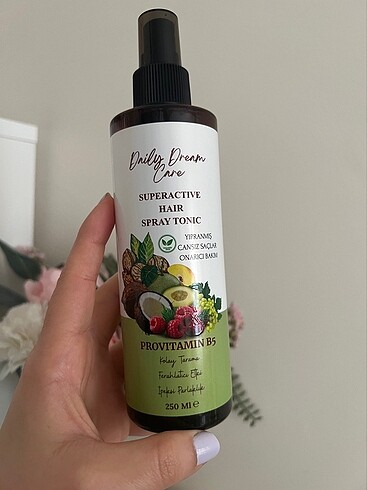 Daily Dream
Care
SUPERACTIVE
HAIR
SPRAY TONIC
YIPRANMIŞ
CANSIZ SAÇLAR
ONARICI BAKIM
PROVITAMIN B5
Kolay Tarama
Ferahlatıcı Etki
İpeksi Parlaklık
250 Ml e